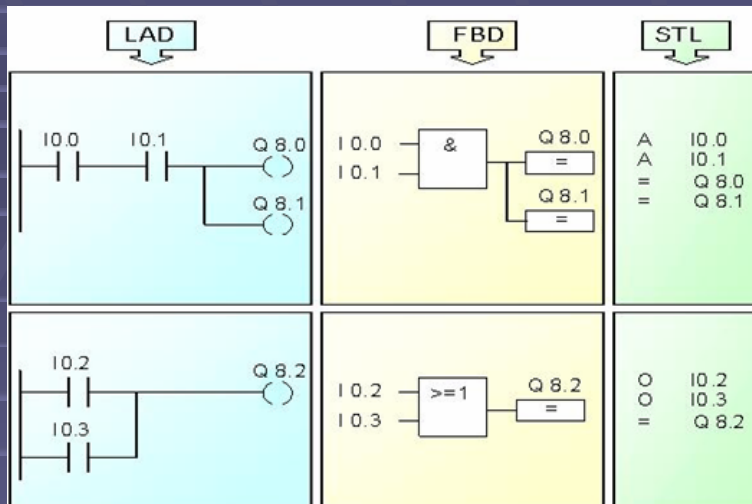 LAD
FBD
STL
I0.0
I0.1
Q 8.0
Q 8.1
I 0.0
I 0.1
&
Q 8.0
=
Q 8.1
=
A I0.0
A I0.1
= Q 8.0
= Q 8.1
I0.2
Q 8.2
I0.3
I 0.2
I 0.3
>=1
Q 8.2
=
O I0.2
O I0.3
= Q 8.2